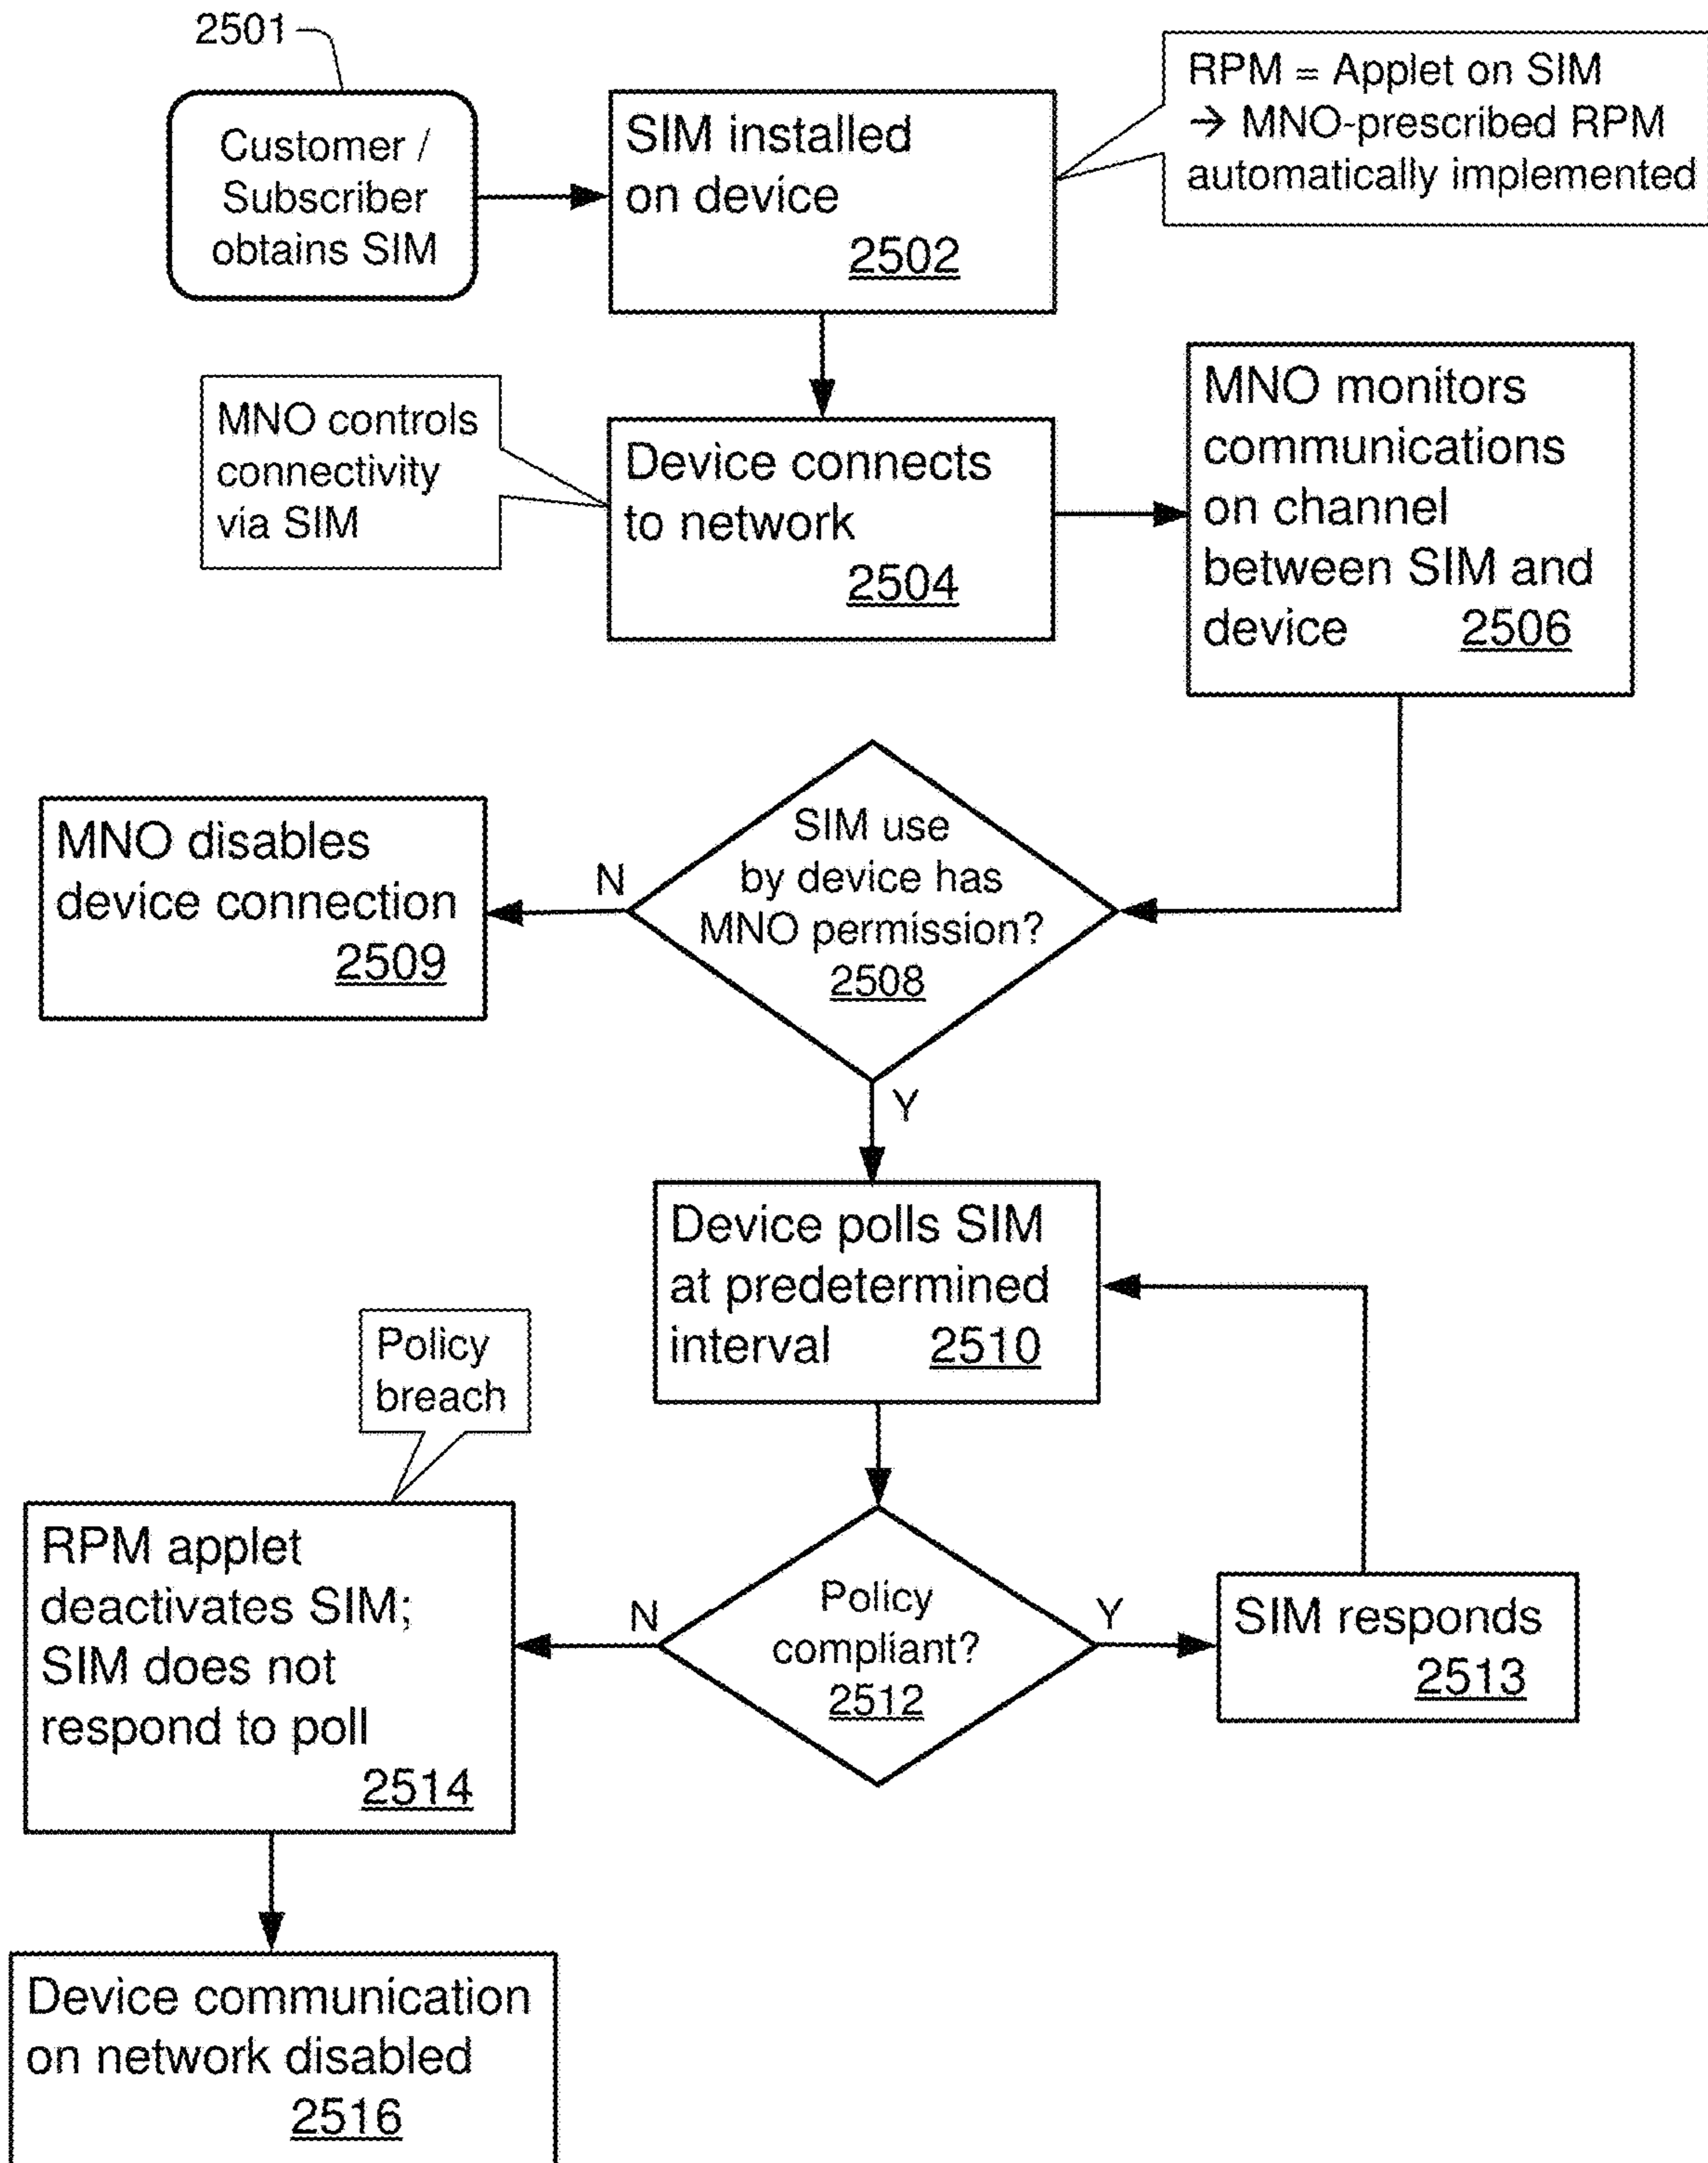 2501
Customer /
Subscriber
obtains SIM
SIM installed
on device
2502
RPM = Applet on SIM
→ MNO-prescribed RPM
automatically implemented
MNO controls
connectivity
via SIM
Device connects
to network
2504
MNO monitors
communications
on channel
between SIM and
device 2506
SIM use
by device has
MNO permission?
2508
N
MNO disables
device connection
2509
Y
Device polls SIM
at predetermined
interval 2510
Policy
breach
Policy
compliant?
2512
Y
SIM responds
2513
N
RPM applet
deactivates SIM;
SIM does not
respond to poll
2514
Device communication
on network disabled
2516